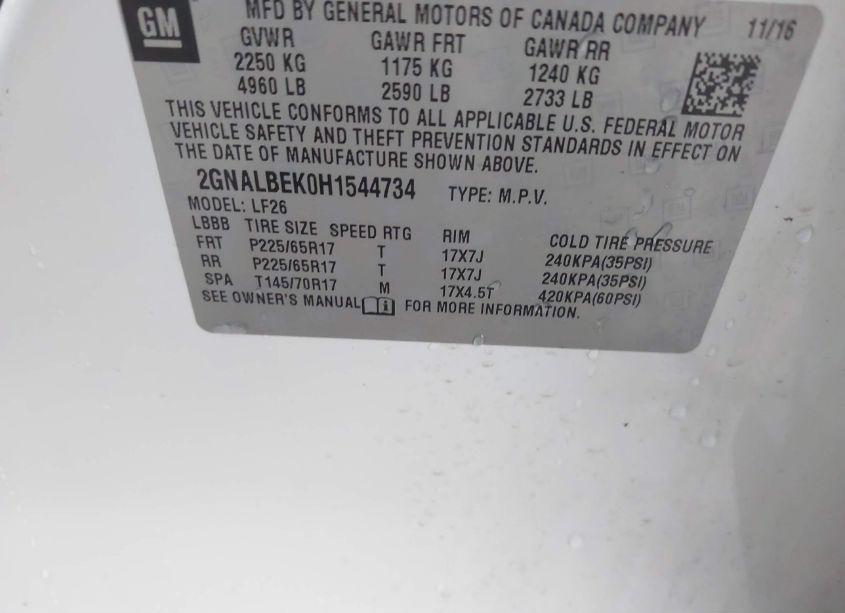 GM
MFD BY GENERAL MOTORS OF CANADA COMPANY 11/16
GVWR GAWR FRT GAWR RR
2250 KG 1175 KG 1240 KG
4960 LB 2590 LB 2733 LB
THIS VEHICLE CONFORMS TO ALL APPLICABLE U.S. FEDERAL MOTOR
VEHICLE SAFETY AND THEFT PREVENTION STANDARDS IN EFFECT ON
THE DATE OF MANUFACTURE SHOWN ABOVE.
2GNALBEK0H1544734 TYPE: M.P.V.
MODEL: LF26
LBBB TIRE SIZE SPEED RTG RIM COLD TIRE PRESSURE
FRT P225/65R17 T 17X7J 240KPA(35PSI)
RR P225/65R17 T 17X7J 240KPA(35PSI)
SPA T145/70R17 M 17X4.5T 420KPA(60PSI)
SEE OWNER'S MANUAL FOR MORE INFORMATION.